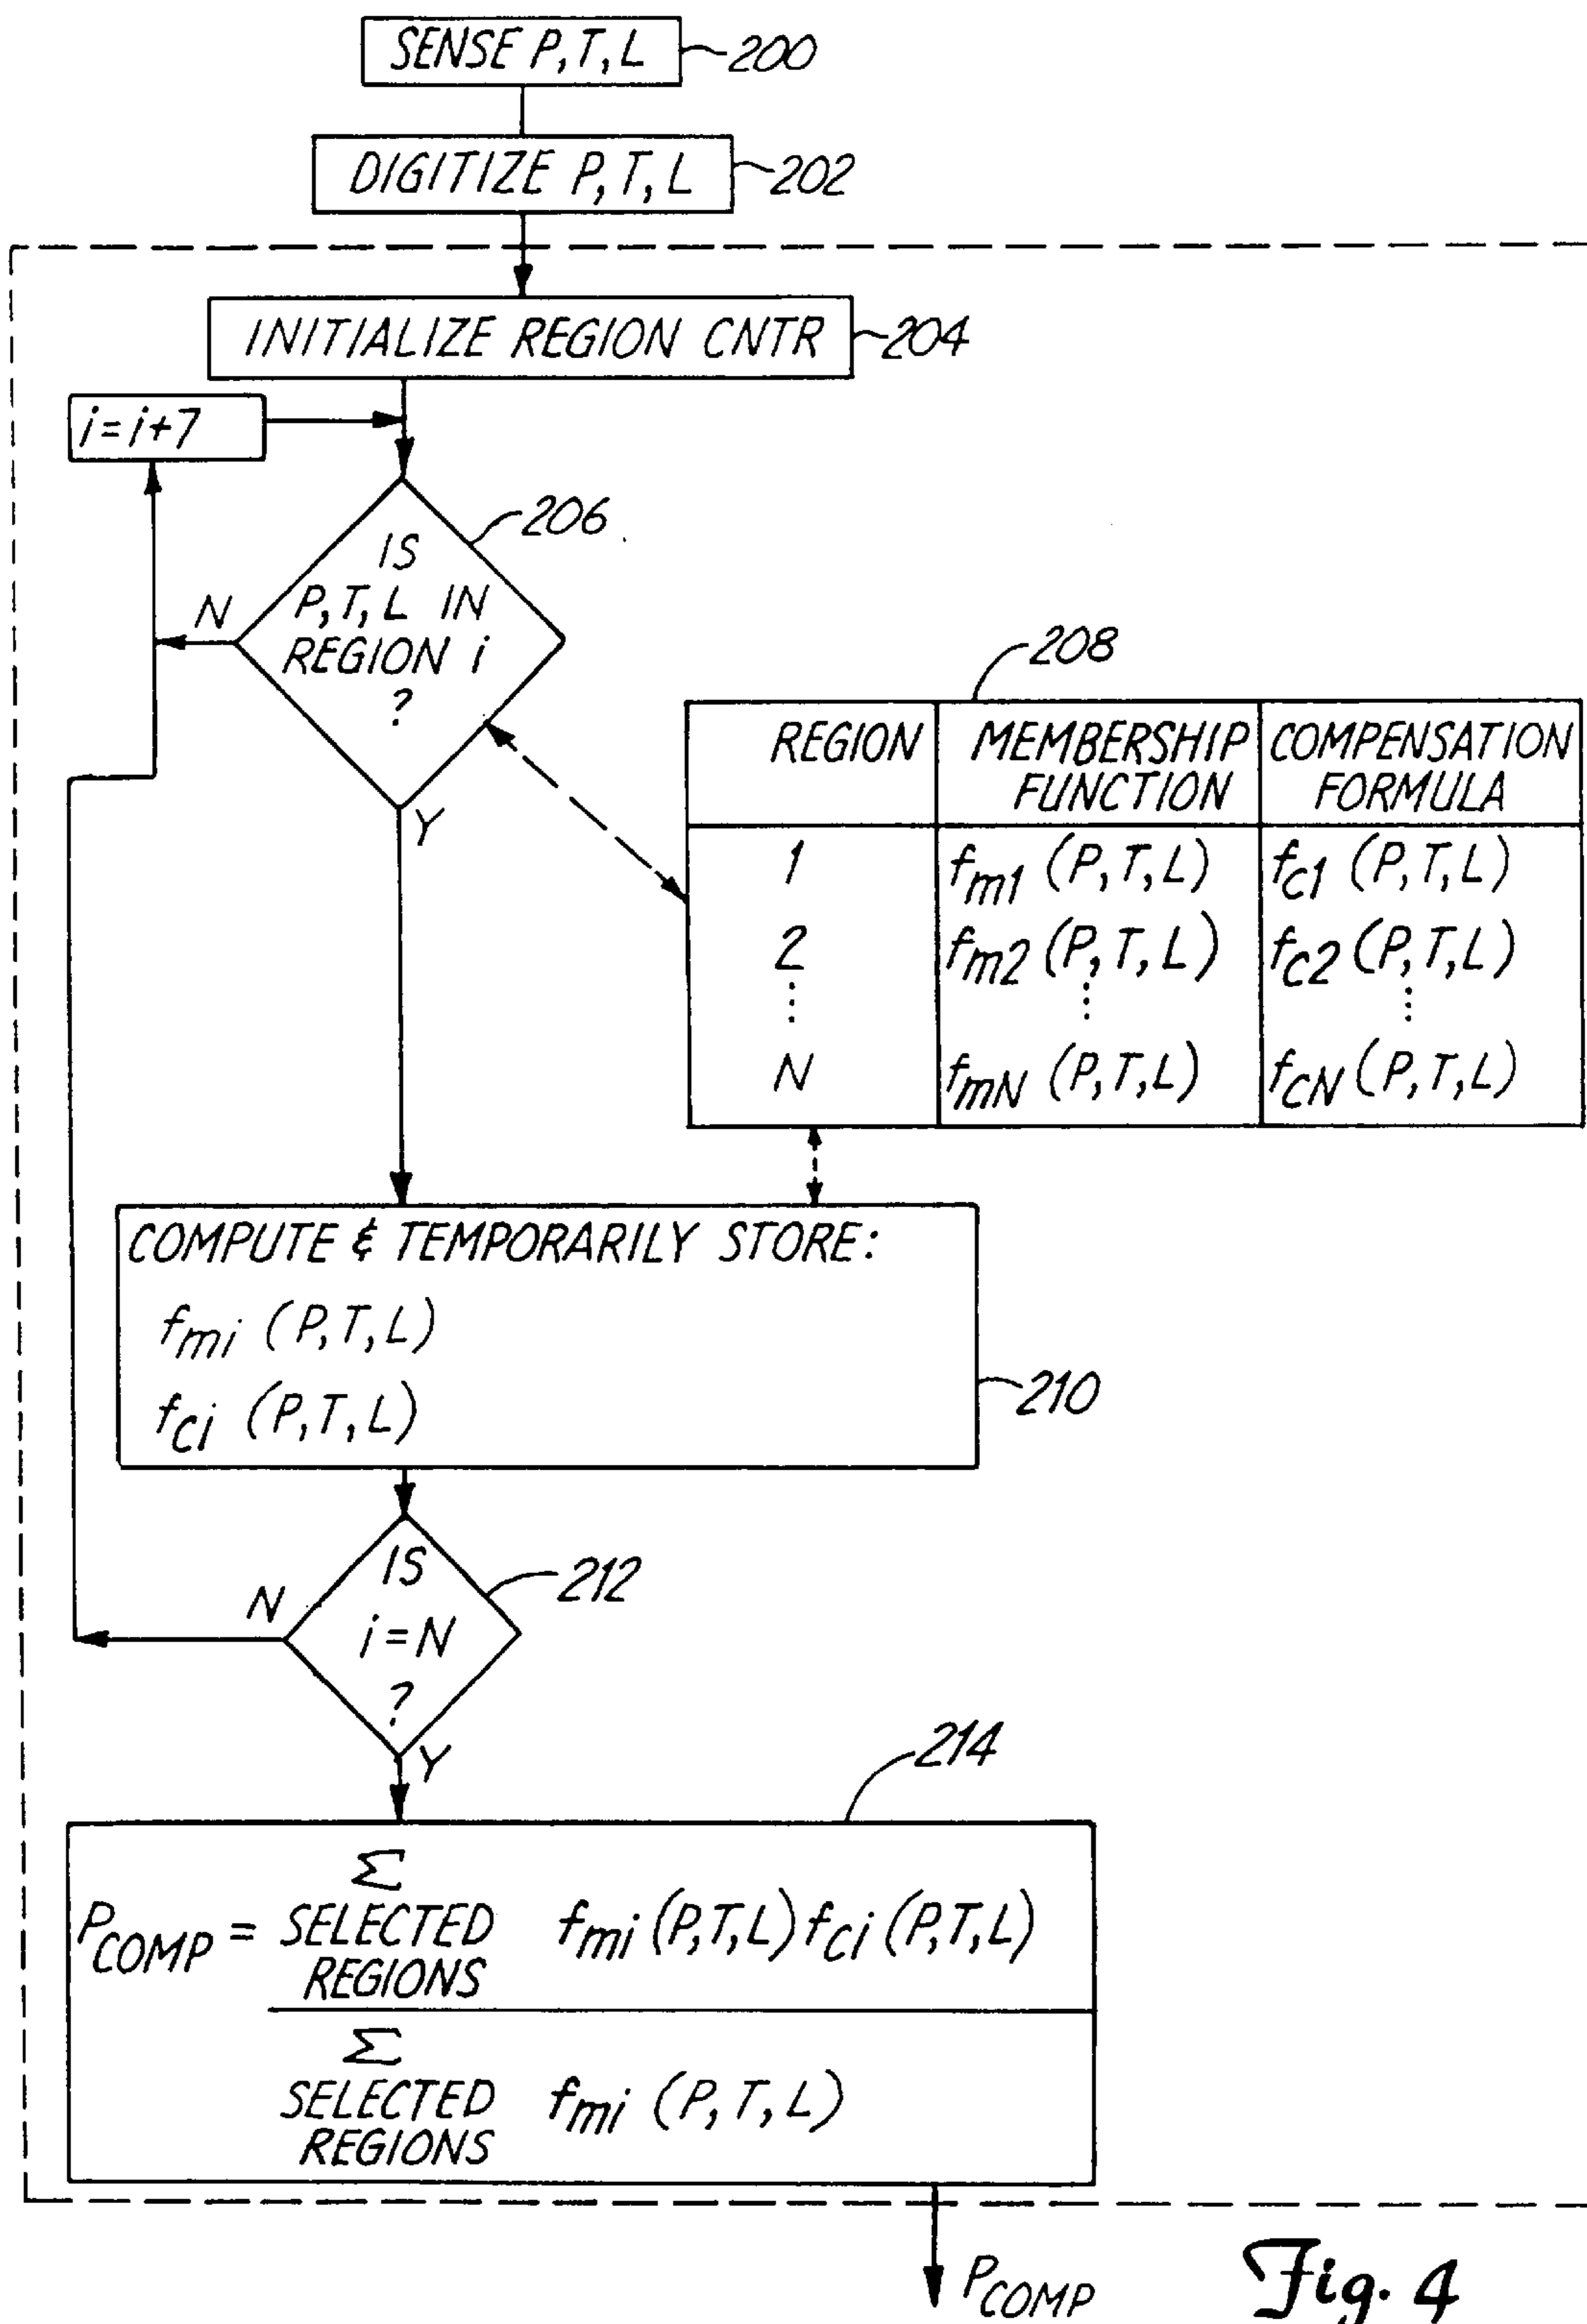 SENSE P, T, L
200
DIGITIZE P, T, L
202
INITIALIZE REGION CNTR
204
i=i+7
206
IS
P, T, L IN
REGION i
?
N
Y
208
REGION MEMBERSHIP FUNCTION COMPENSATION FORMULA
1 fm1 (P, T, L) fc1 (P, T, L)
2 fm2 (P, T, L) fc2 (P, T, L)
⋮ ⋮ ⋮
N fmN (P, T, L) fcN (P, T, L)
COMPUTE & TEMPORARILY STORE:
fmi (P, T, L)
fci (P, T, L)
210
IS
i=N
?
212
N
Y
214
Σ
PCOMP = SELECTED fmi (P,T,L) fci (P,T,L)
REGIONS
Σ
SELECTED fmi (P, T, L)
REGIONS
PCOMP
Fig. 4